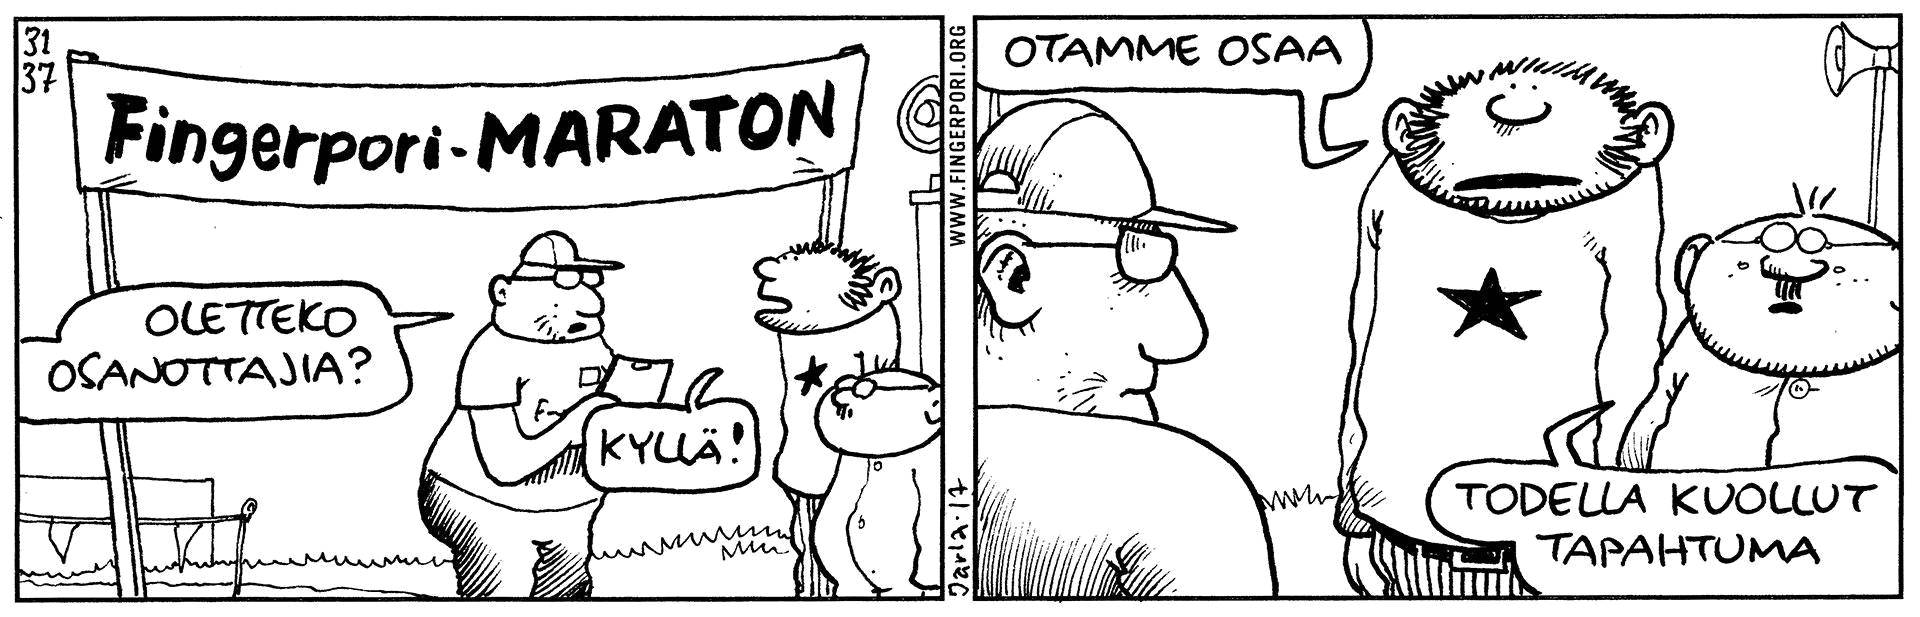 31
37
Fingerpori-MARATON
OLETTEKO
OSANOTTAJIA?
KYLLÄ!
WWW.FINGERPORI.ORG
Jarla-17
OTAMME OSAA
TODELLA KUOLLUT
TAPAHTUMA